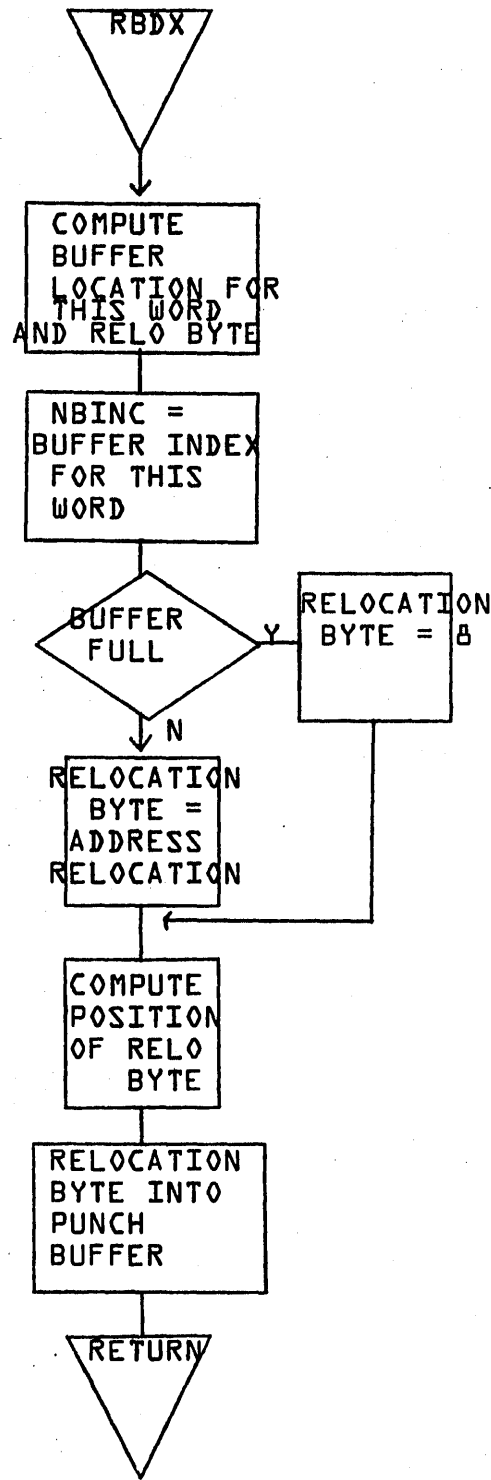 RBDX
COMPUTE
BUFFER
LOCATION FOR
THIS WORD
AND RELO BYTE
NBINC =
BUFFER INDEX
FOR THIS
WORD
BUFFER
FULL
Y
RELOCATION
BYTE = 8
N
RELOCATION
BYTE =
ADDRESS
RELOCATION
COMPUTE
POSITION
OF RELO
BYTE
RELOCATION
BYTE INTO
PUNCH
BUFFER
RETURN